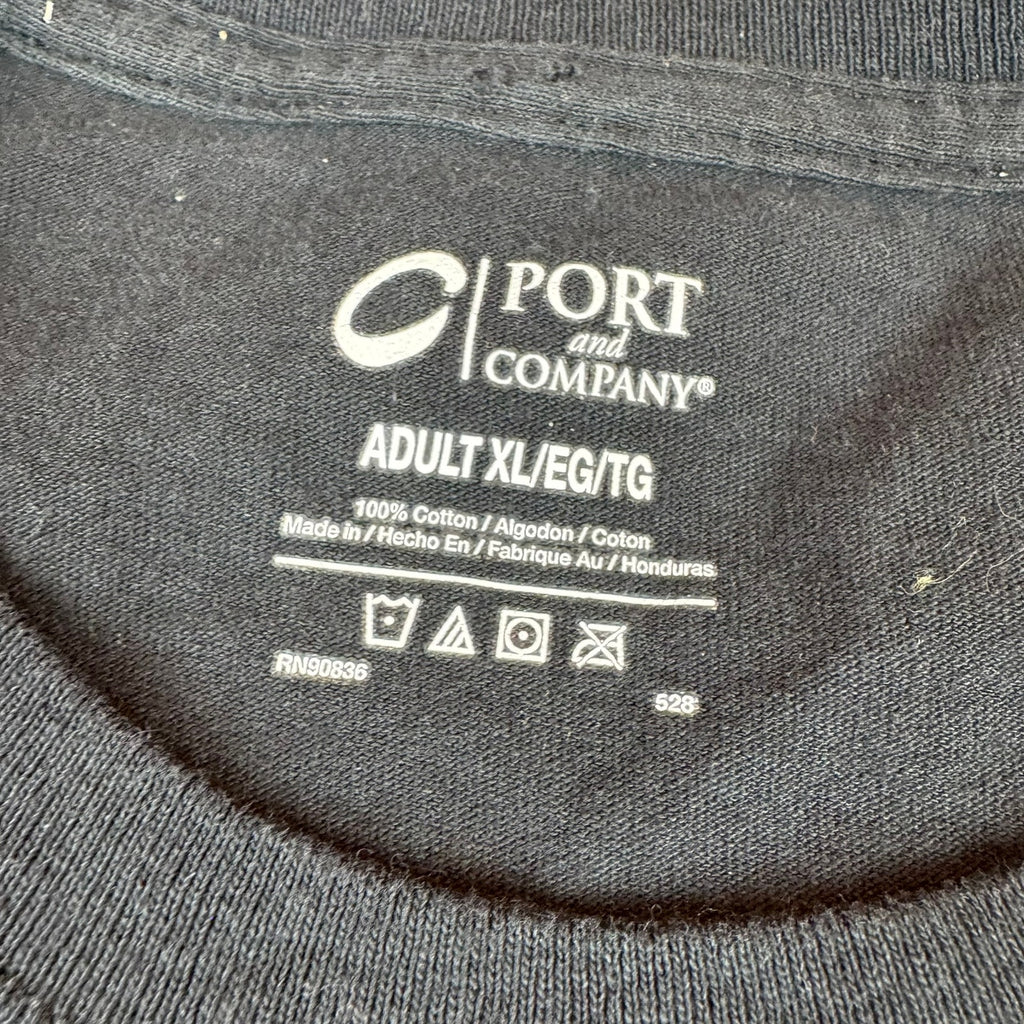 PORT
and
COMPANY®
ADULT XL/EG/TG
100% Cotton / Algodon / Coton
Made in / Hecho En / Fabrique Au / Honduras
RN90836
528